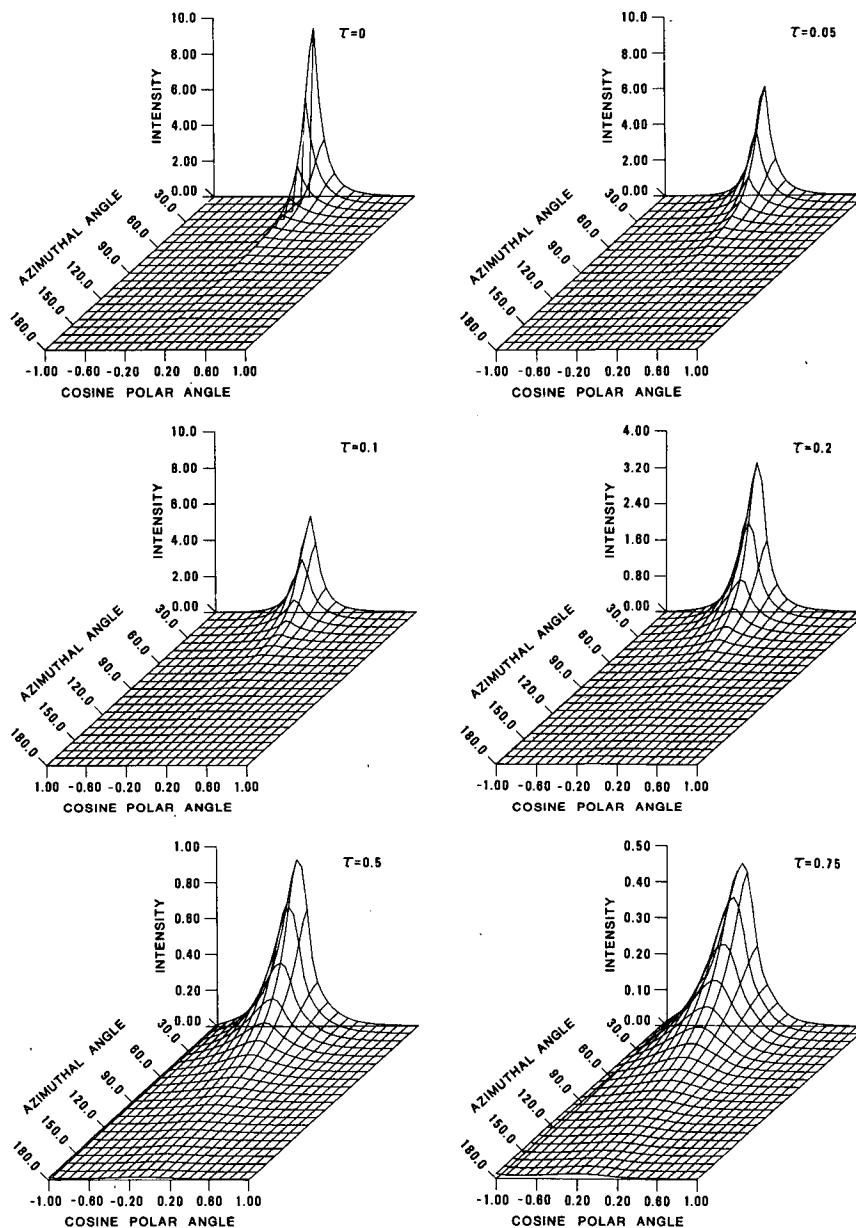 τ=0
10.0
8.00
6.00
4.00
2.00
0.00
INTENSITY
30.0
60.0
90.0
120.0
150.0
180.0
AZIMUTHAL ANGLE
-1.00 -0.60 -0.20 0.20 0.60 1.00
COSINE POLAR ANGLE
τ=0.05
10.0
8.00
6.00
4.00
2.00
0.00
INTENSITY
30.0
60.0
90.0
120.0
150.0
180.0
AZIMUTHAL ANGLE
-1.00 -0.60 -0.20 0.20 0.60 1.00
COSINE POLAR ANGLE
τ=0.1
10.0
8.00
6.00
4.00
2.00
0.00
INTENSITY
30.0
60.0
90.0
120.0
150.0
180.0
AZIMUTHAL ANGLE
1.00 -0.60 -0.20 0.20 0.60 1.00
COSINE POLAR ANGLE
τ=0.2
4.00
3.20
2.40
1.60
0.80
0.00
INTENSITY
30.0
60.0
90.0
120.0
150.0
180.0
AZIMUTHAL ANGLE
-1.00 -0.60 -0.20 0.20 0.60 1.00
COSINE POLAR ANGLE
τ=0.5
1.00
0.80
0.60
0.40
0.20
0.00
INTENSITY
30.0
60.0
90.0
120.0
150.0
180.0
AZIMUTHAL ANGLE
-1.00 -0.60 -0.20 0.20 0.60 1.00
COSINE POLAR ANGLE
τ=0.75
0.50
0.40
0.30
0.20
0.10
0.00
INTENSITY
30.0
60.0
90.0
120.0
150.0
180.0
AZIMUTHAL ANGLE
-1.00 -0.60 -0.20 0.20 0.60 1.00
COSINE POLAR ANGLE